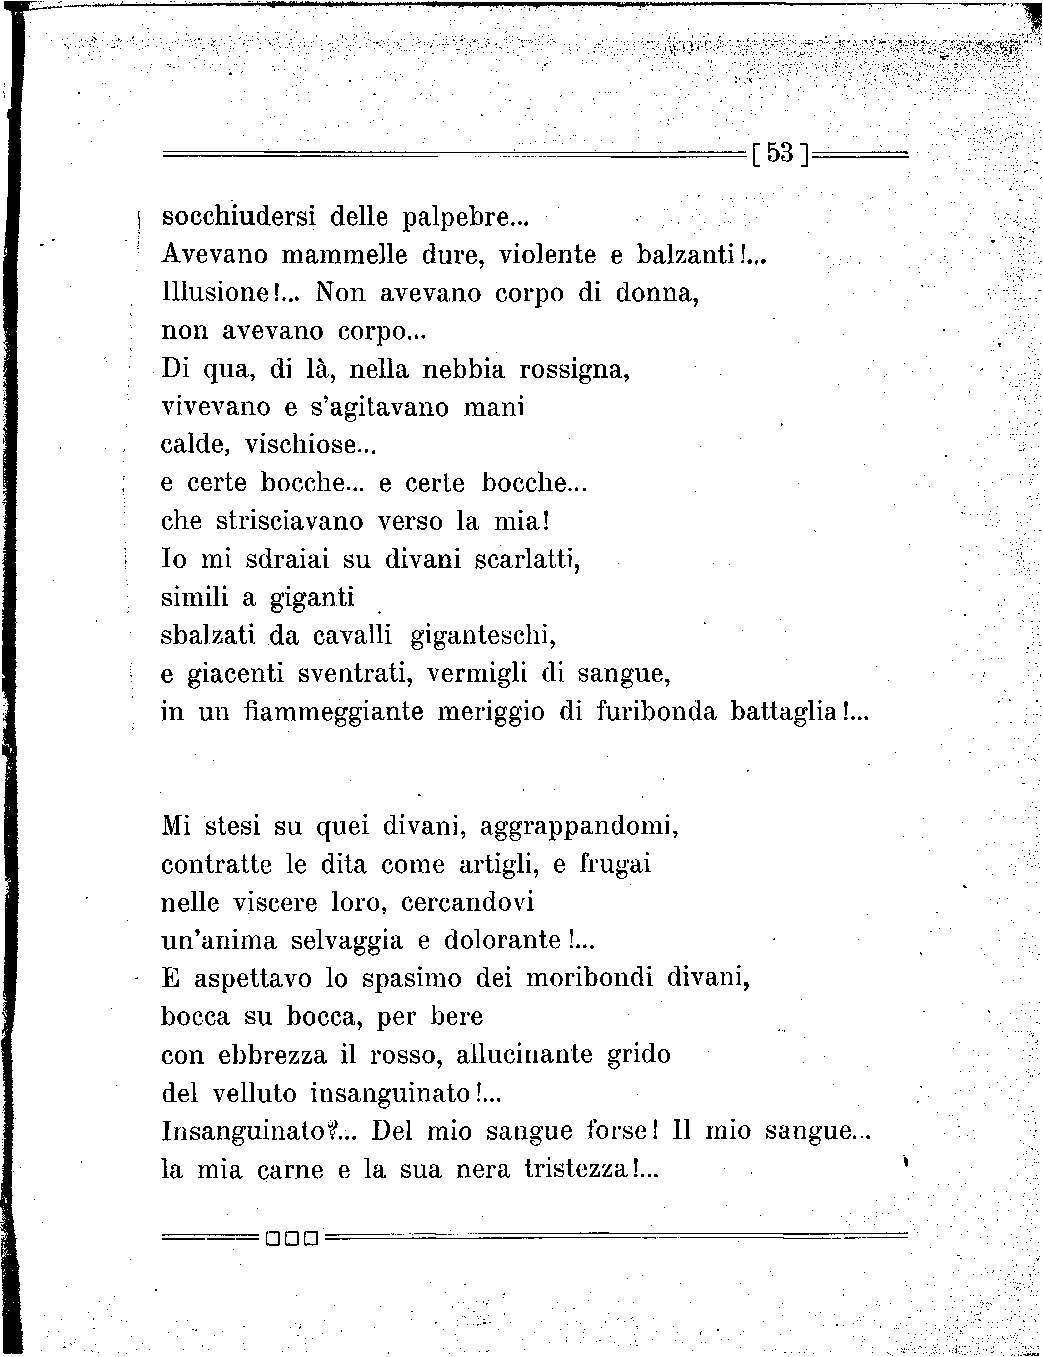 [ 53 ]
socchiudersi delle palpebre...
Avevano mammelle dure, violente e balzanti!...
Illusione!... Non avevano corpo di donna,
non avevano corpo...
Di qua, di là, nella nebbia rossigna,
vivevano e s'agitavano mani
calde, vischiose...
e certe bocche... e certe bocche...
che strisciavano verso la mia!
Io mi sdraiai su divani scarlatti,
simili a giganti
sbalzati da cavalli giganteschi,
e giacenti sventrati, vermigli di sangue,
in un fiammeggiante meriggio di furibonda battaglia!...
Mi stesi su quei divani, aggrappandomi,
contratte le dita come artigli, e frugai
nelle viscere loro, cercandovi
un'anima selvaggia e dolorante!...
E aspettavo lo spasimo dei moribondi divani,
bocca su bocca, per bere
con ebbrezza il rosso, allucinante grido
del velluto insanguinato!...
Insanguinato?... Del mio sangue forse! Il mio sangue...
la mia carne e la sua nera tristezza!...